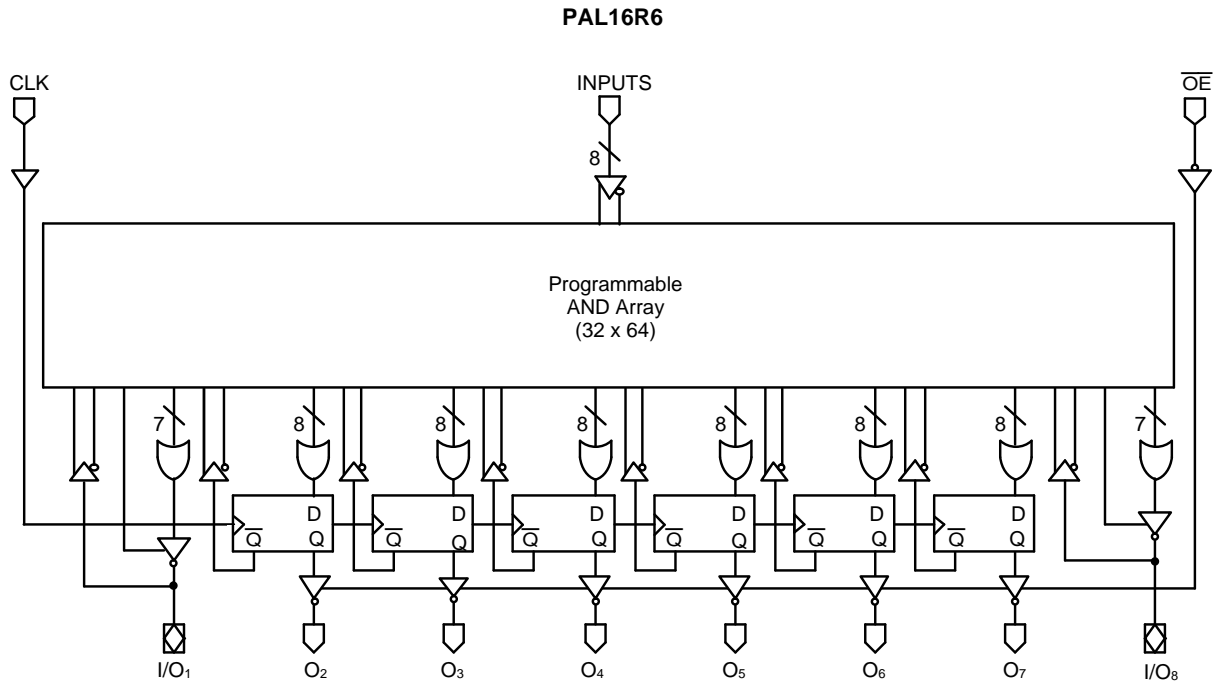 PAL16R6
CLK INPUTS O̅E̅
8
Programmable
AND Array
(32 x 64)
7 8 8 8 8 8 8 7
D D D D D D
Q̅ Q Q̅ Q Q̅ Q Q̅ Q Q̅ Q Q̅ Q
I/O₁ O₂ O₃ O₄ O₅ O₆ O₇ I/O₈